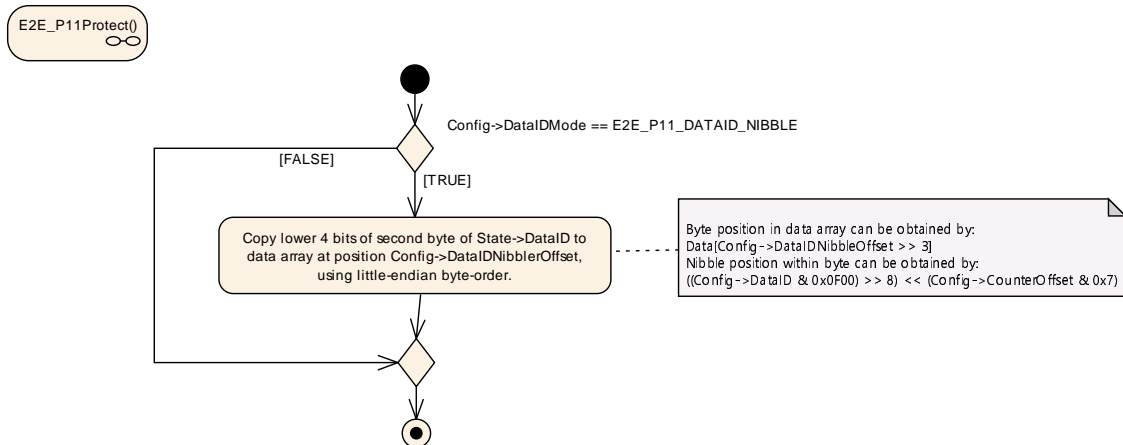 E2E_P11Protect()
Config->DataIDMode == E2E_P11_DATAID_NIBBLE
[FALSE]
[TRUE]
Copy lower 4 bits of second byte of State->DataID to
data array at position Config->DataIDNibblerOffset,
using little-endian byte-order.
Byte position in data array can be obtained by:
Data[Config->DataIDNibbleOffset >> 3]
Nibble position within byte can be obtained by:
((Config->DataID & 0x0F00) >> 8) << (Config->CounterOffset & 0x7)